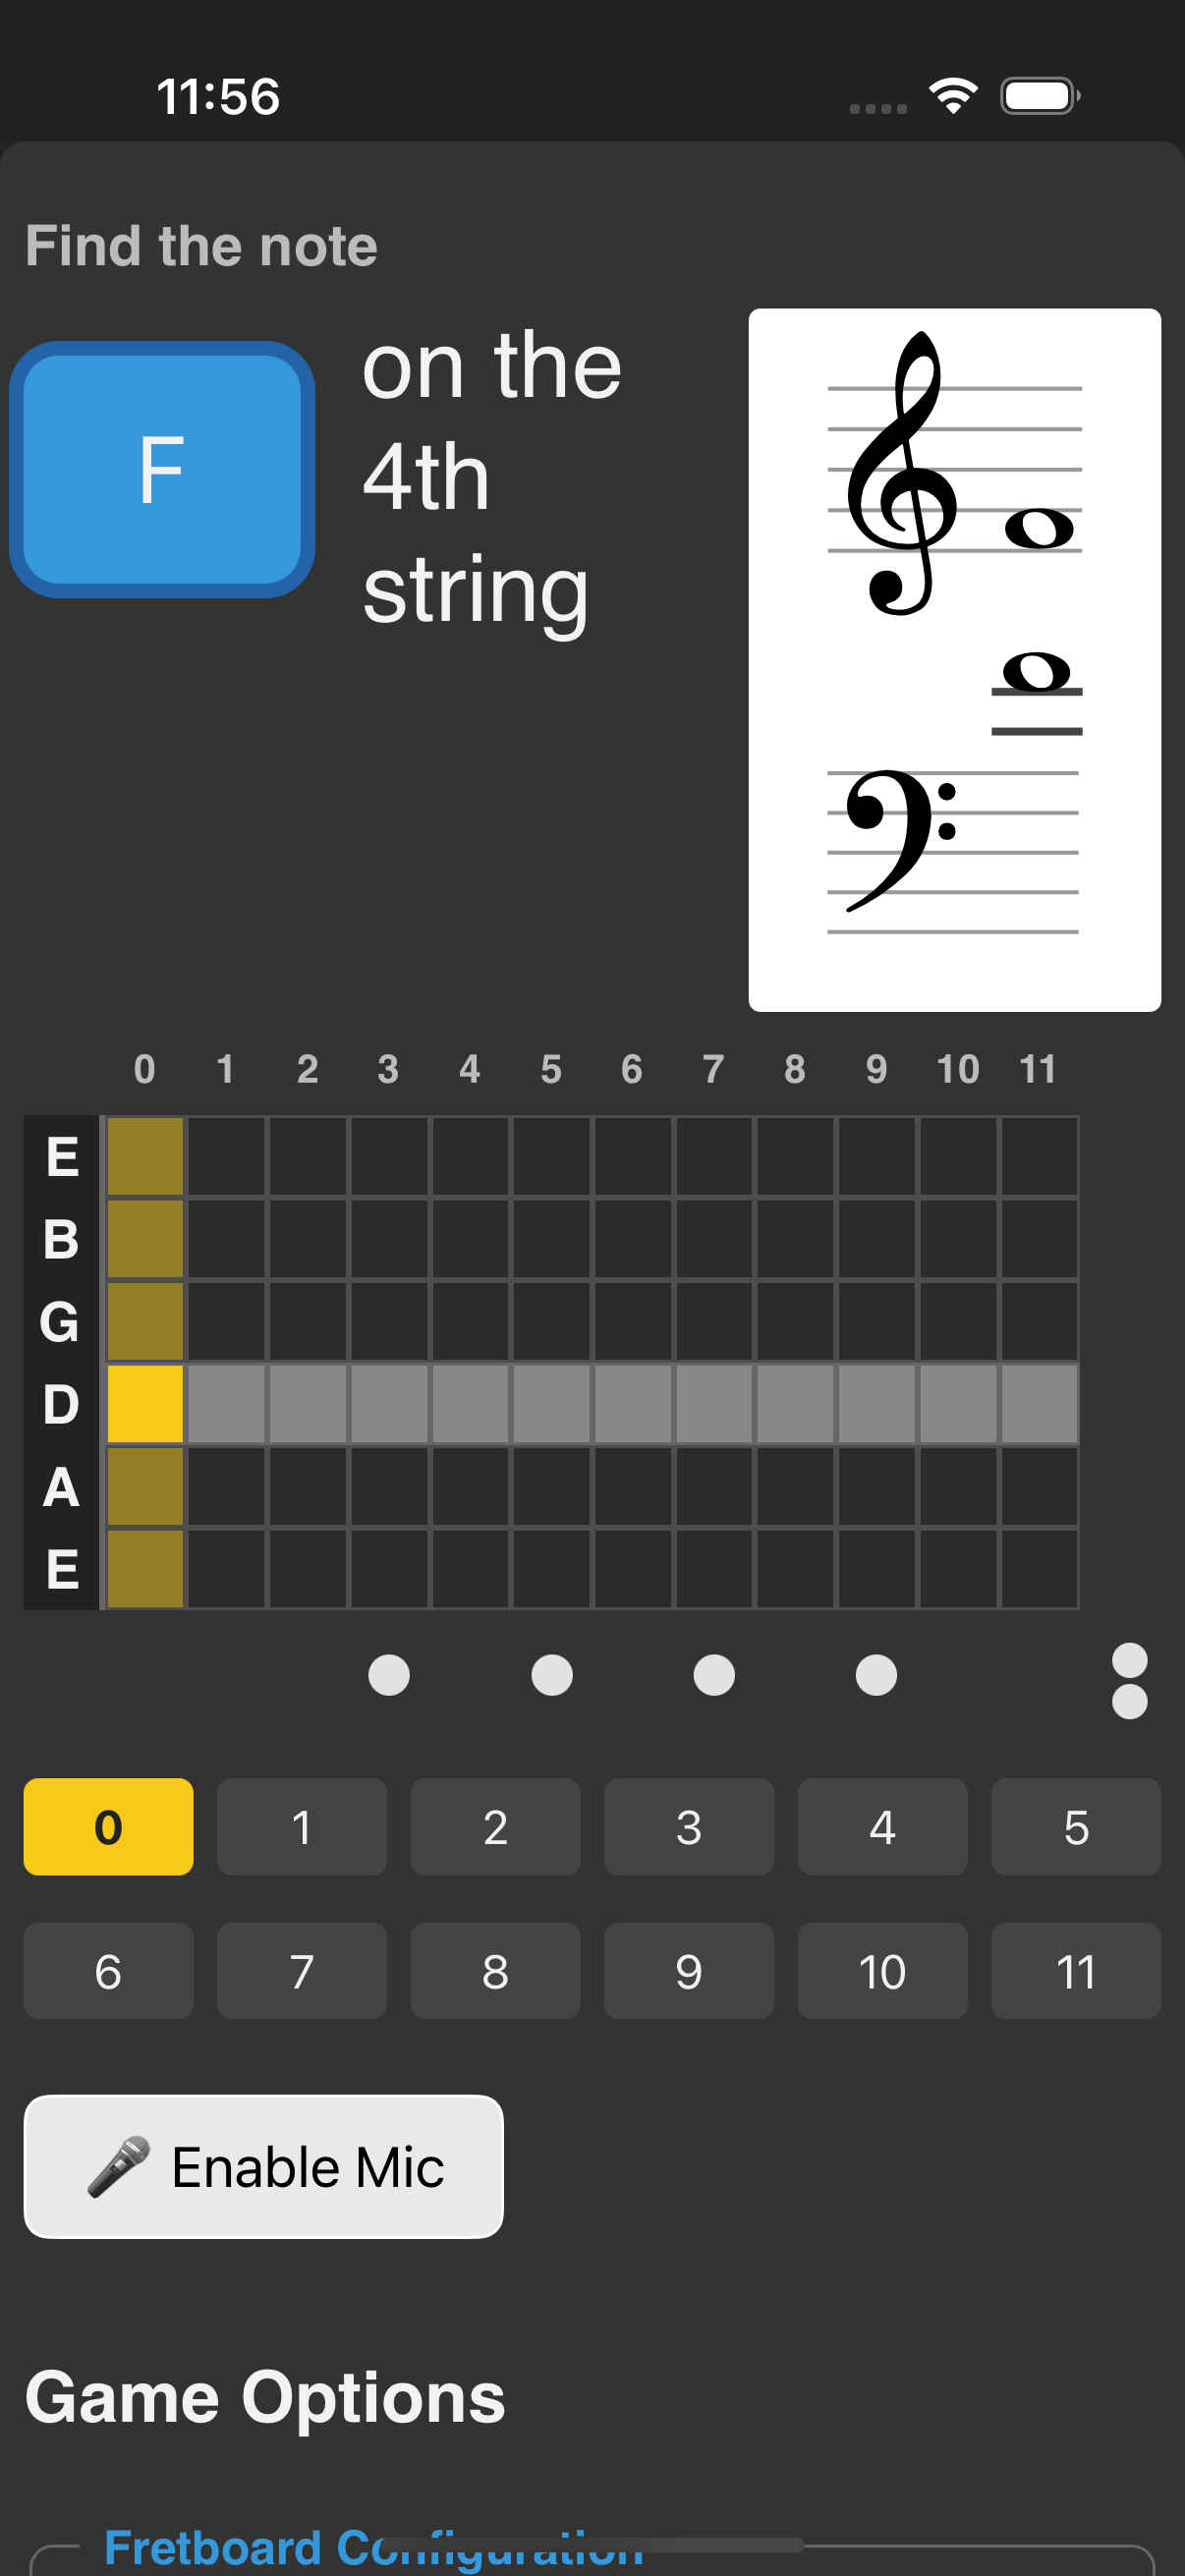 11:56
Find the note
F
on the
4th
string
0 1 2 3 4 5 6 7 8 9 10 11
E
B
G
D
A
E
0 1 2 3 4 5
6 7 8 9 10 11
🎤 Enable Mic
Game Options
Fretboard Configuration